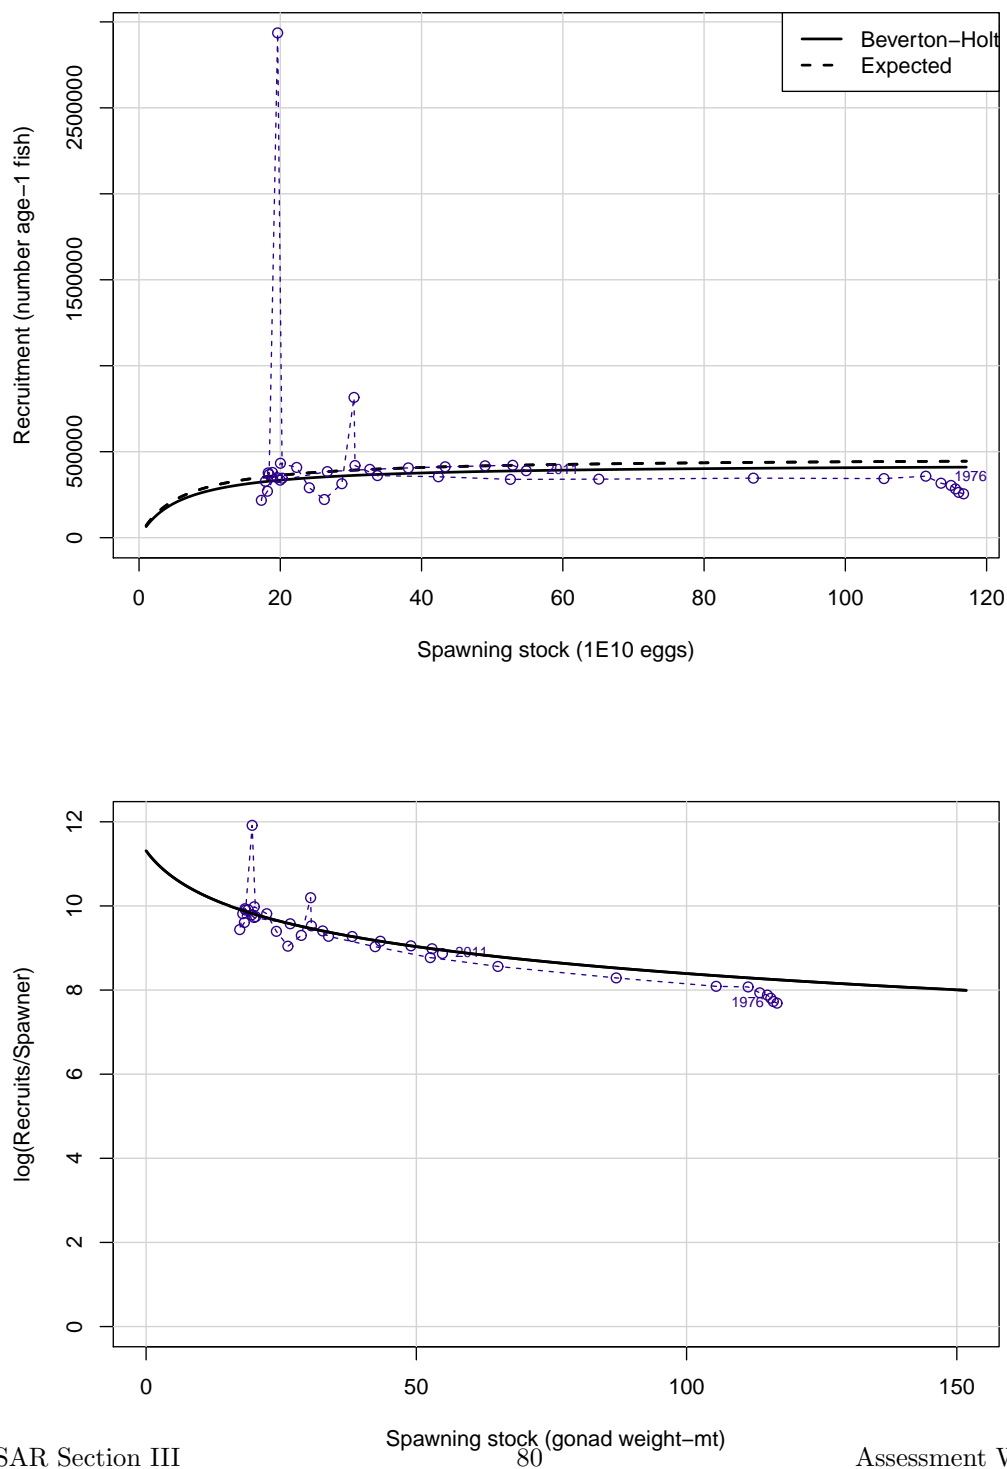 Beverton−Holt
Expected
Recruitment (number age−1 fish)
0
500000
1500000
2500000
2011
1976
0 20 40 60 80 100 120
Spawning stock (1E10 eggs)
log(Recruits/Spawner)
0
2
4
6
8
10
12
2011
1976
0 50 100 150
Spawning stock (gonad weight−mt)
SAR Section III 80 Assessment